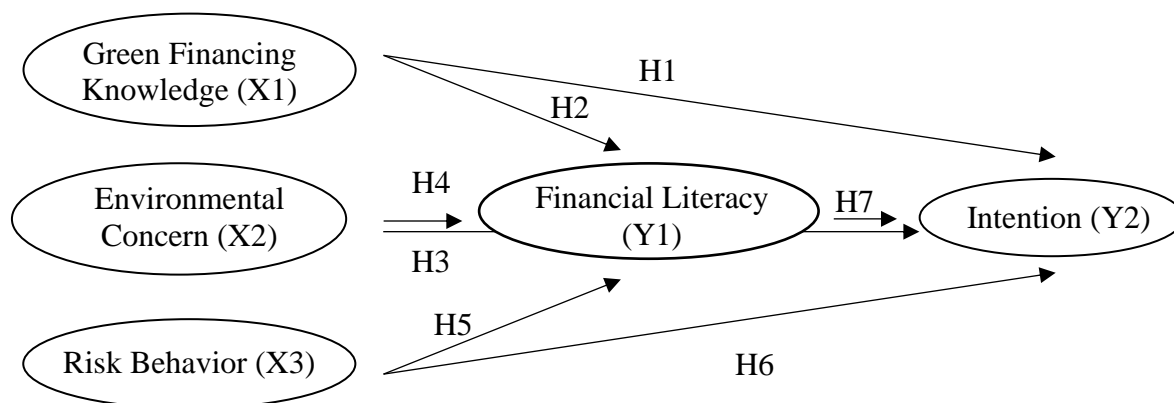 Green Financing
Knowledge (X1)
H1
H2
Environmental
Concern (X2)
H4
H3
Financial Literacy
(Y1)
H7
Intention (Y2)
H5
Risk Behavior (X3)
H6